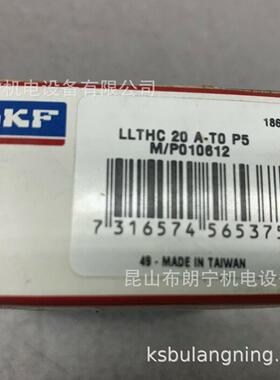 机电设备有限公司
SKF
186
LLTHC 20 A-T0 P5
M/P010612
7 316574 565375
49 - MADE IN TAIWAN
昆山布朗宁机电设
ksbulangning.com